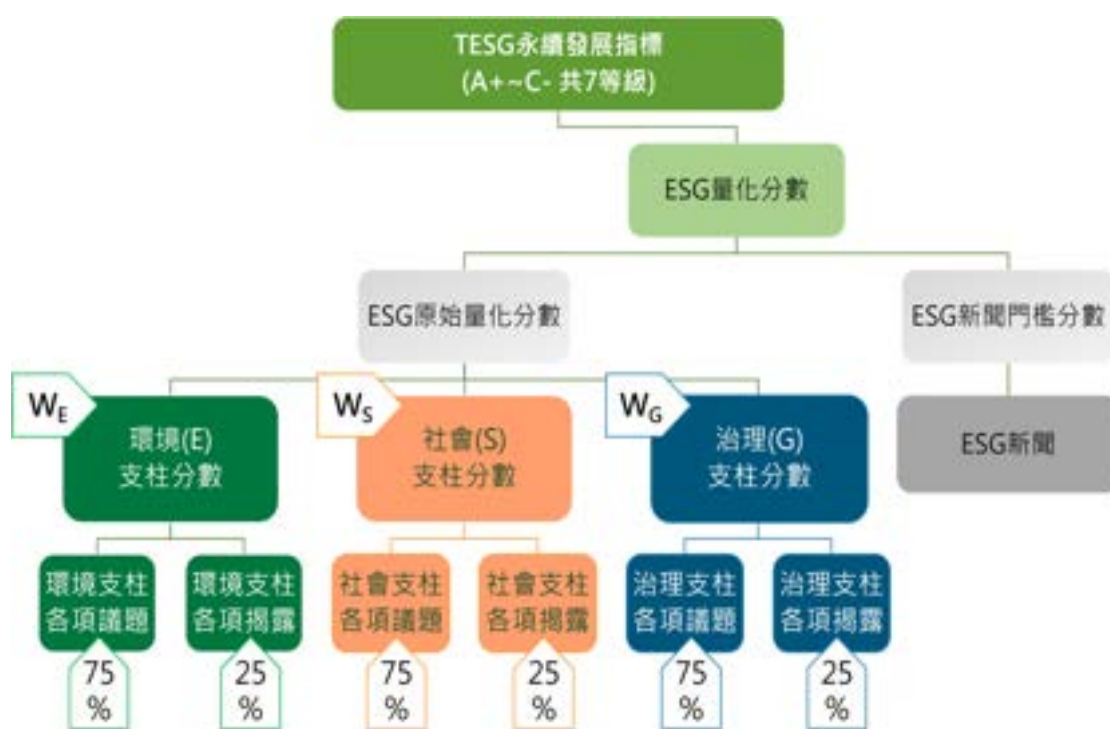 TESG永續發展指標
(A+~C- 共7等級)
ESG量化分數
ESG原始量化分數
ESG新聞門檻分數
W_E
環境(E)
支柱分數
W_S
社會(S)
支柱分數
W_G
治理(G)
支柱分數
ESG新聞
環境支柱
各項議題
環境支柱
各項揭露
社會支柱
各項議題
社會支柱
各項揭露
治理支柱
各項議題
治理支柱
各項揭露
75
%
25
%
75
%
25
%
75
%
25
%